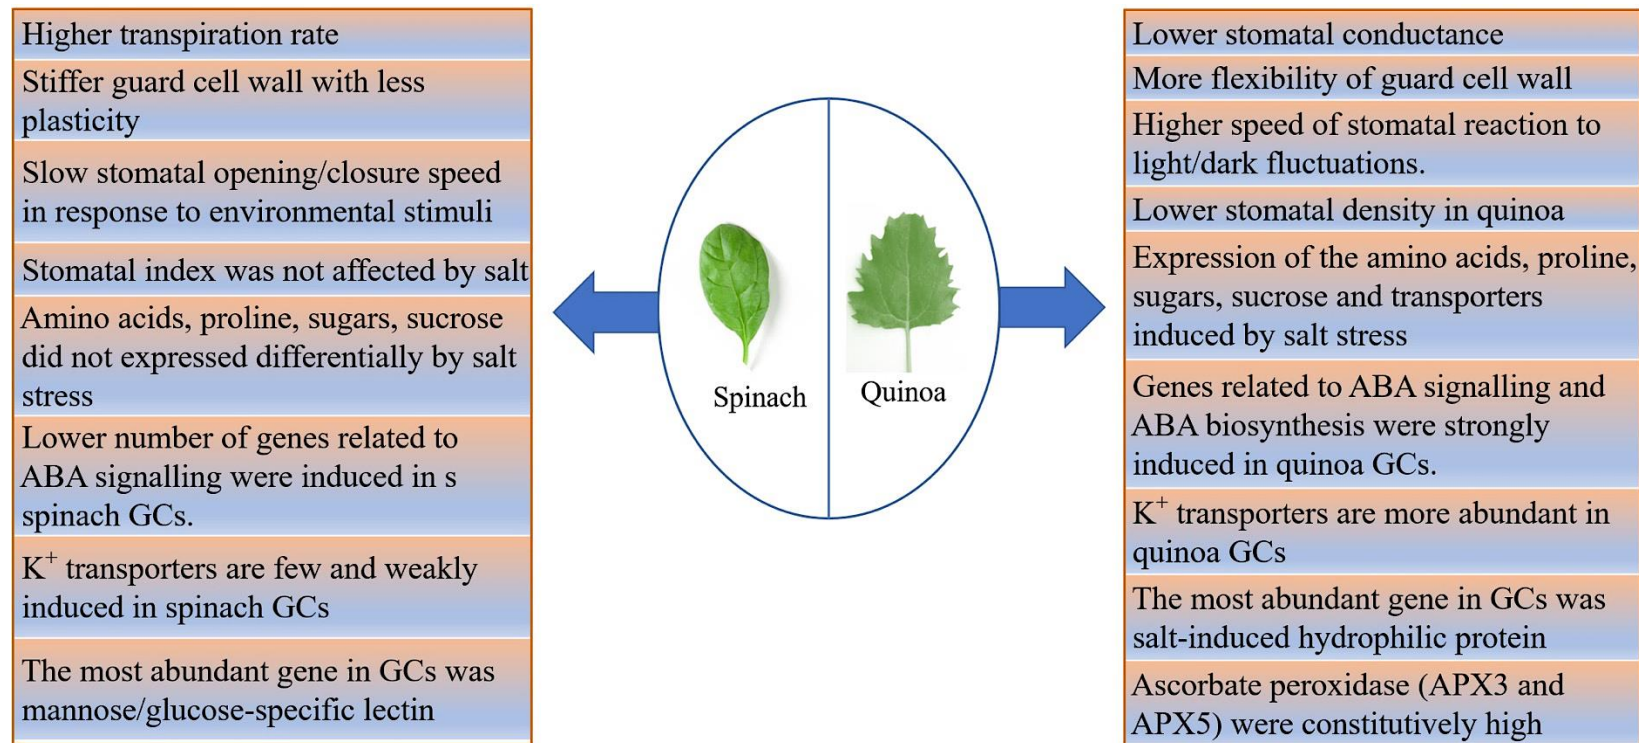 Higher transpiration rate
Stiffer guard cell wall with less
plasticity
Slow stomatal opening/closure speed
in response to environmental stimuli
Stomatal index was not affected by salt
Amino acids, proline, sugars, sucrose
did not expressed differentially by salt
stress
Lower number of genes related to
ABA signalling were induced in s
spinach GCs.
K⁺ transporters are few and weakly
induced in spinach GCs
The most abundant gene in GCs was
mannose/glucose-specific lectin
Spinach
Quinoa
Lower stomatal conductance
More flexibility of guard cell wall
Higher speed of stomatal reaction to
light/dark fluctuations.
Lower stomatal density in quinoa
Expression of the amino acids, proline,
sugars, sucrose and transporters
induced by salt stress
Genes related to ABA signalling and
ABA biosynthesis were strongly
induced in quinoa GCs.
K⁺ transporters are more abundant in
quinoa GCs
The most abundant gene in GCs was
salt-induced hydrophilic protein
Ascorbate peroxidase (APX3 and
APX5) were constitutively high